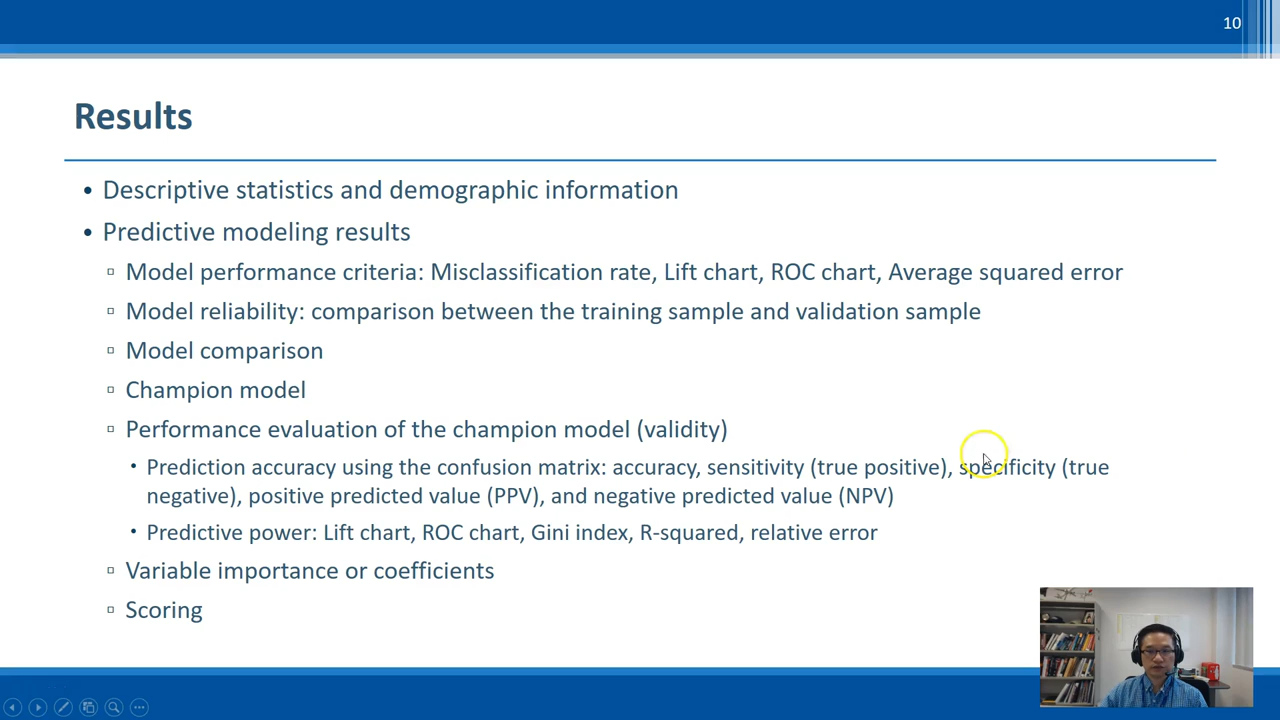 10
Results
• Descriptive statistics and demographic information
• Predictive modeling results
▫ Model performance criteria: Misclassification rate, Lift chart, ROC chart, Average squared error
▫ Model reliability: comparison between the training sample and validation sample
▫ Model comparison
▫ Champion model
▫ Performance evaluation of the champion model (validity)
• Prediction accuracy using the confusion matrix: accuracy, sensitivity (true positive), specificity (true
negative), positive predicted value (PPV), and negative predicted value (NPV)
• Predictive power: Lift chart, ROC chart, Gini index, R-squared, relative error
▫ Variable importance or coefficients
▫ Scoring